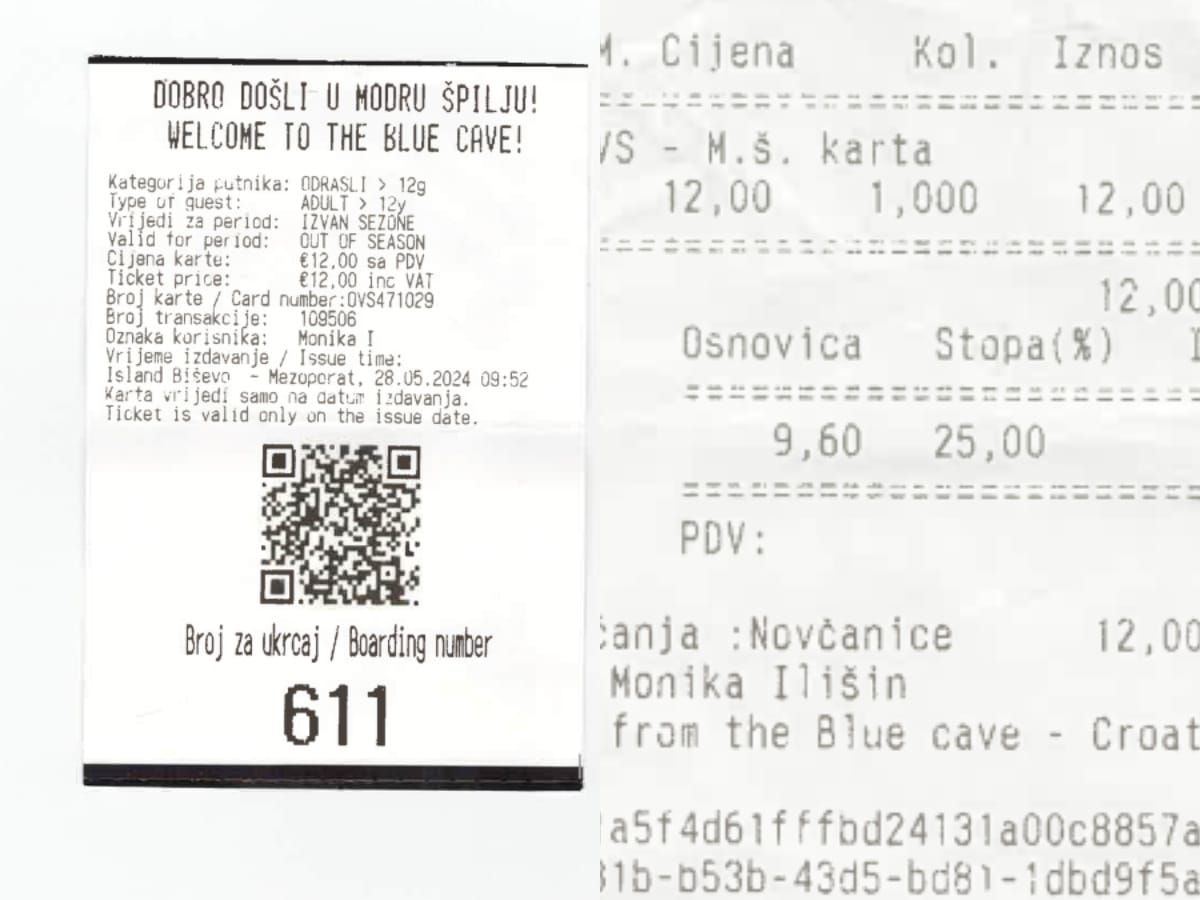 DOBRO DOŠLI U MODRU ŠPILJU!
WELCOME TO THE BLUE CAVE!
Kategorija putnika: ODRASLI > 12g
Type of guest: ADULT > 12y
Vrijedi za period: IZVAN SEZONE
Valid for period: OUT OF SEASON
Cijena karte: €12,00 sa PDV
Ticket price: €12,00 inc VAT
Broj karte / Card number:OVS471029
Broj transakcije: 109506
Oznaka korisnika: Monika I
Vrijeme izdavanje / Issue time:
Island Biševo - Mezoporat, 28.05.2024 09:52
Karta vrijedi samo na datum izdavanja.
Ticket is valid only on the issue date.
Broj za ukrcaj / Boarding number
611
M. Cijena Kol. Iznos
VS - M.š. karta
12,00 1,000 12,00
12,00
Osnovica Stopa(%)
9,60 25,00
PDV:
čanja :Novčanice 12,00
Monika Ilišin
from the Blue cave - Croat
a5f4d61fffbd24131a00c8857a
31b-b53b-43d5-bd81-1dbd9f5a